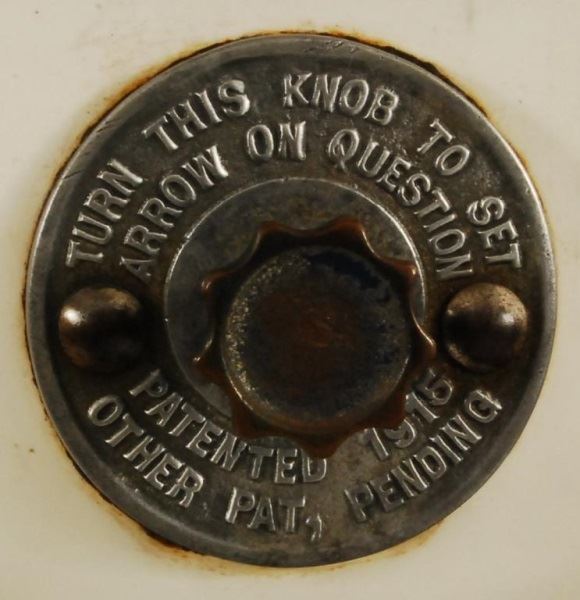 TURN THIS KNOB TO SET
ARROW ON QUESTION
PATENTED 1915
OTHER PAT, PENDING